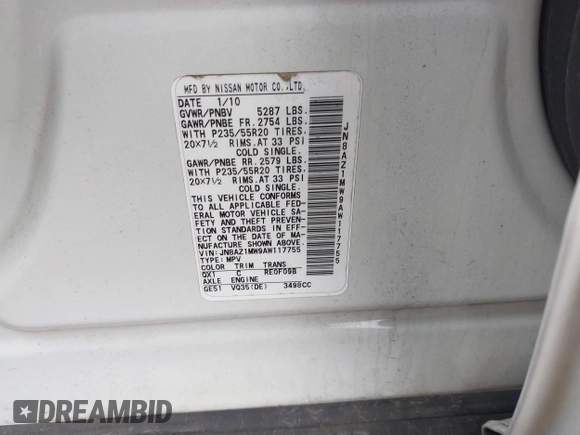 MFD BY NISSAN MOTOR CO.,LTD.
DATE 1/10
GVWR/PNBV 5287 LBS.
GAWR/PNBE FR. 2754 LBS.
WITH P235/55R20 TIRES,
20X7½ RIMS,AT 33 PSI
COLD SINGLE.
GAWR/PNBE RR. 2579 LBS.
WITH P235/55R20 TIRES,
20X7½ RIMS,AT 33 PSI
COLD SINGLE.
THIS VEHICLE CONFORMS
TO ALL APPLICABLE FED-
ERAL MOTOR VEHICLE SA-
FETY AND THEFT PREVEN-
TION STANDARDS IN EFF-
ECT ON THE DATE OF MA-
NUFACTURE SHOWN ABOVE.
VIN:JN8AZ1MW9AW117755
TYPE:MPV
COLOR TRIM TRANS
QX1 C RE0F09B
AXLE ENGINE
GE51 VQ35(DE) 3498CC
JN8AZ1MW9AW117755
DREAMBID